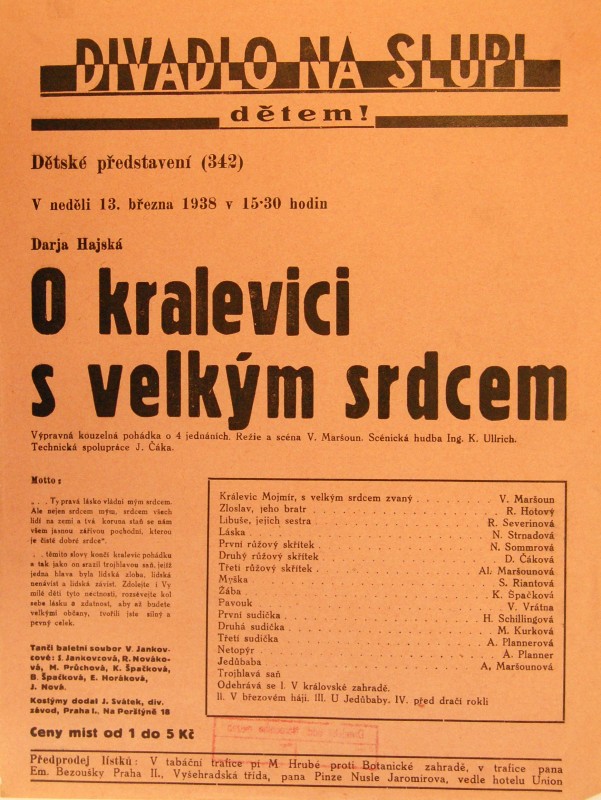 DIVADLO NA SLUPI
dětem!
Dětské představení (342)
V neděli 13. března 1938 v 15·30 hodin
Darja Hajská
O kralevici
s velkým srdcem
Výpravná kouzelná pohádka o 4 jednáních. Režie a scéna V. Maršoun. Scénická hudba Ing. K. Ullrich.
Technická spolupráce J. Čáka.
Motto:
„. . Ty pravá lásko vládni mým srdcem.
Ale nejen srdcem mým, srdcem všech
lidí na zemi a tvá koruna staň se nám
všem jasnou zářivou pochodní, kterou
je čisté dobré srdce“.
. . těmito slovy končí kralevic pohádku
a tak jako on srazil trojhlavou saň, jejíž
jedna hlava byla lidská zloba, lidská
nenávist a lidská závist. Zdolejte i Vy
milé děti tyto nectnosti, rozsévejte kol
sebe lásku a zdatnost, aby až budete
velkými občany, tvořili jste silný a
pevný celek.
Tančí baletní soubor V. Jankov-
cové: I. Jankovcová, R. Nováko-
vá, M. Průchová, K. Špačková,
B. Špačková, E. Horáková,
J. Nová.
Kostýmy dodal J. Svátek, div.
závod, Praha I., Na Perštýně 18
Ceny míst od 1 do 5 Kč
Králevic Mojmír, s velkým srdcem zvaný . . . . V. Maršoun
Zloslav, jeho bratr . . . . R. Hotový
Libuše, jejich sestra . . . . R. Severinová
Láska . . . . N. Strnadová
První růžový skřítek . . . . N. Sommrová
Druhý růžový skřítek . . . . D. Čáková
Třetí růžový skřítek . . . . Al. Maršounová
Myška . . . . S. Riantová
Žába . . . . K. Špačková
Pavouk . . . . V. Vrátna
První sudička . . . . H. Schillingová
Druhá sudička . . . . M. Kurková
Třetí sudička . . . . A. Plannerová
Netopýr . . . . A. Planner
Jedůbaba . . . . A. Maršounová
Trojhlavá saň
Odehrává se I. V královské zahradě.
II. V březovém háji. III. U Jedůbaby. IV. před dračí roklí
Předprodej lístků: V tabáční trafice pí M Hrubé proti Botanické zahradě, v trafice pana
Em. Bezoušky Praha II., Vyšehradská třída, pana Pinze Nusle Jaromírova, vedle hotelu Union